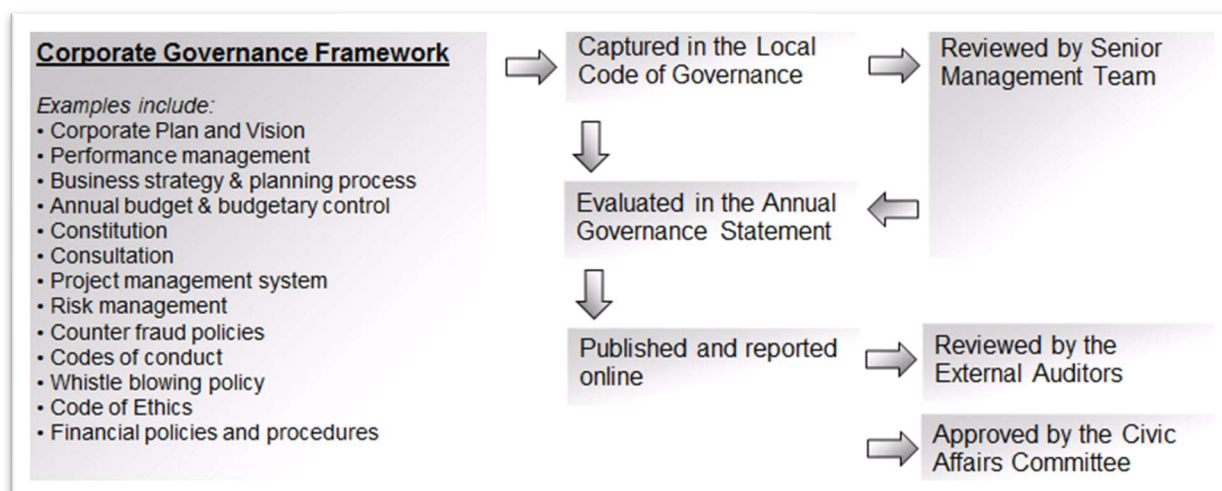 Corporate Governance Framework
Examples include:
• Corporate Plan and Vision
• Performance management
• Business strategy & planning process
• Annual budget & budgetary control
• Constitution
• Consultation
• Project management system
• Risk management
• Counter fraud policies
• Codes of conduct
• Whistle blowing policy
• Code of Ethics
• Financial policies and procedures
Captured in the Local
Code of Governance
Reviewed by Senior
Management Team
Evaluated in the Annual
Governance Statement
Published and reported
online
Reviewed by the
External Auditors
Approved by the Civic
Affairs Committee